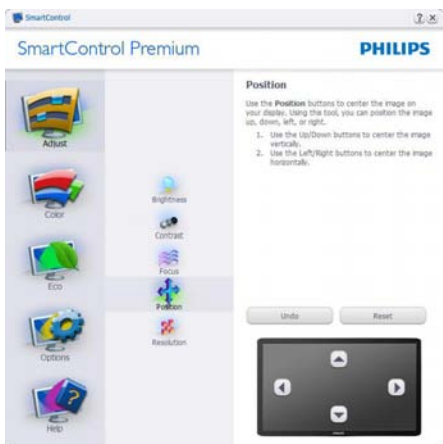 SmartControl
SmartControl Premium
PHILIPS
Adjust
Color
Eco
Options
Help
Brightness
Contrast
Focus
Position
Resolution
Position
Use the Position buttons to center the image on
your display. Using the tool, you can position the image
up, down, left, or right.
1. Use the Up/Down buttons to center the image
vertically.
2. Use the Left/Right buttons to center the image
horizontally.
Undo
Reset